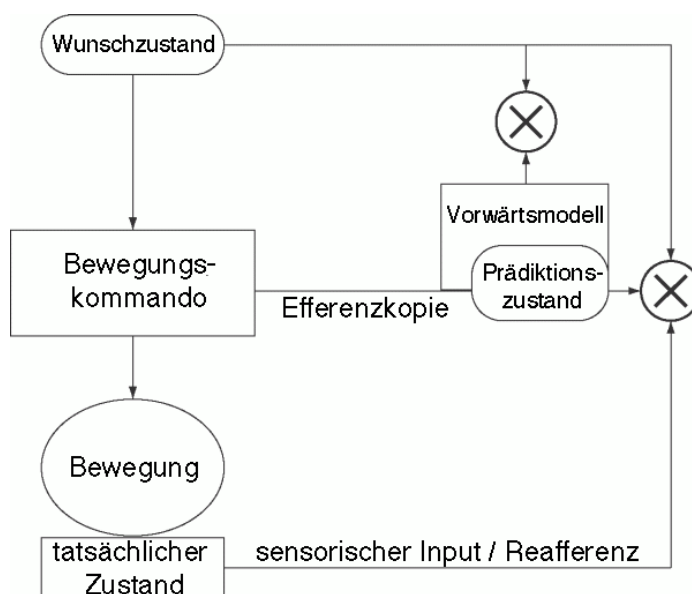 Wunschzustand
Vorwärtsmodell
Bewegungs-
kommando
Prädiktions-
zustand
Efferenzkopie
Bewegung
tatsächlicher
Zustand
sensorischer Input / Reafferenz